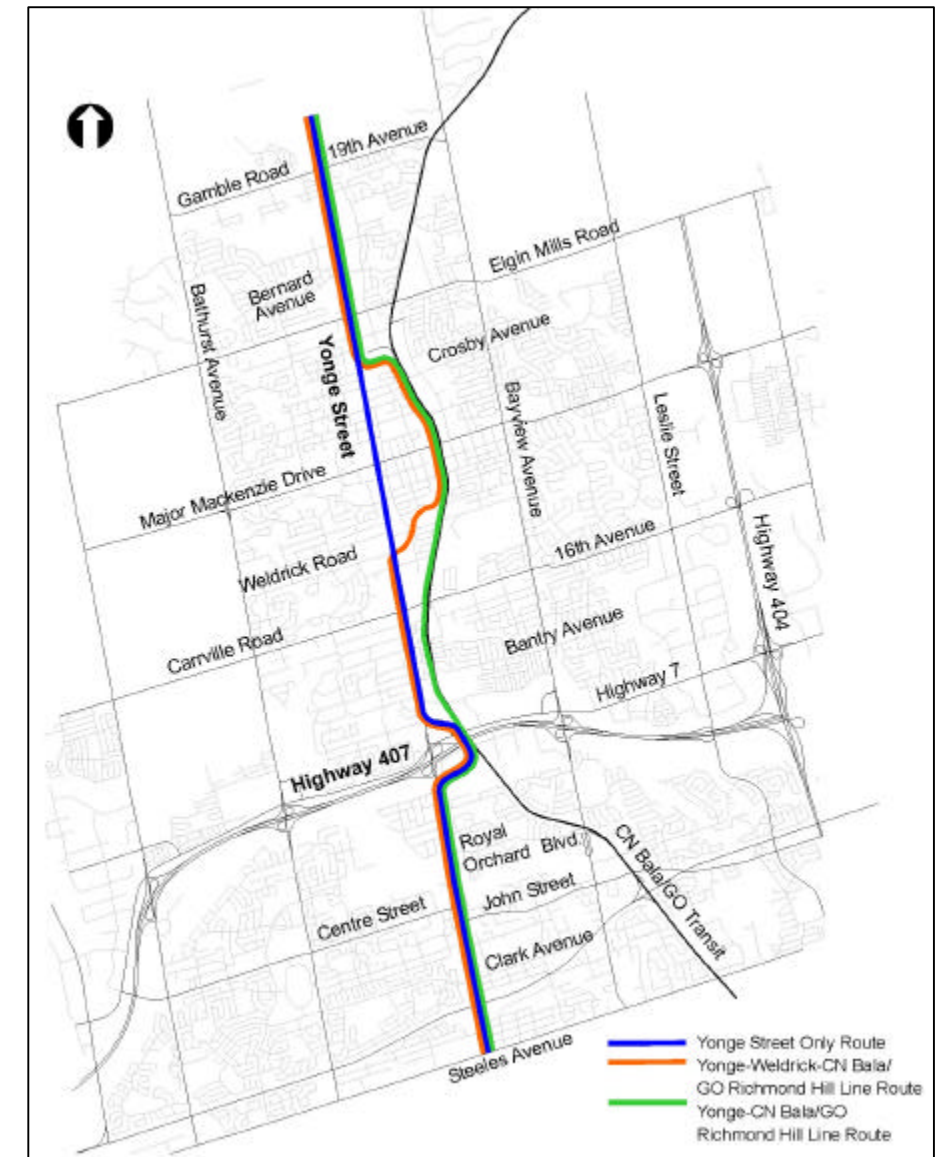 19th Avenue
Gamble Road
Elgin Mills Road
Bernard
Avenue
Bathurst Avenue
Crosby Avenue
Yonge Street
Bayview Avenue
Leslie Street
Major Mackenzie Drive
16th Avenue
Highway 404
Weldrick Road
Bantry Avenue
Carrville Road
Highway 7
Highway 407
Royal
Orchard Blvd.
CN Bala/GO Transit
John Street
Centre Street
Clark Avenue
Steeles Avenue
Yonge Street Only Route
Yonge-Weldrick-CN Bala/
GO Richmond Hill Line Route
Yonge-CN Bala/GO
Richmond Hill Line Route